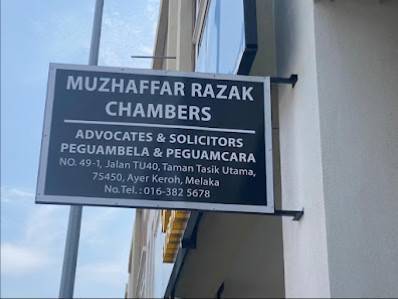 MUZHAFFAR RAZAK
CHAMBERS
ADVOCATES & SOLICITORS
PEGUAMBELA & PEGUAMCARA
NO. 49-1, Jalan TU40, Taman Tasik Utama,
75450, Ayer Keroh, Melaka
No.Tel.: 016-382 5678